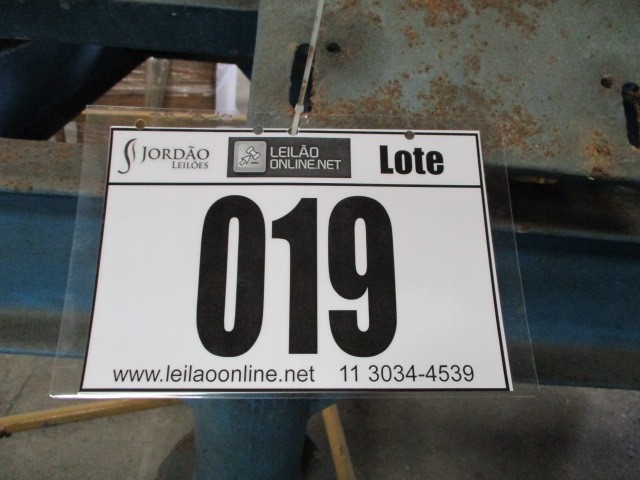 JORDÃO
LEILÕES
LEILÃO
ONLINE.NET
Lote
019
www.leilaoonline.net 11 3034-4539